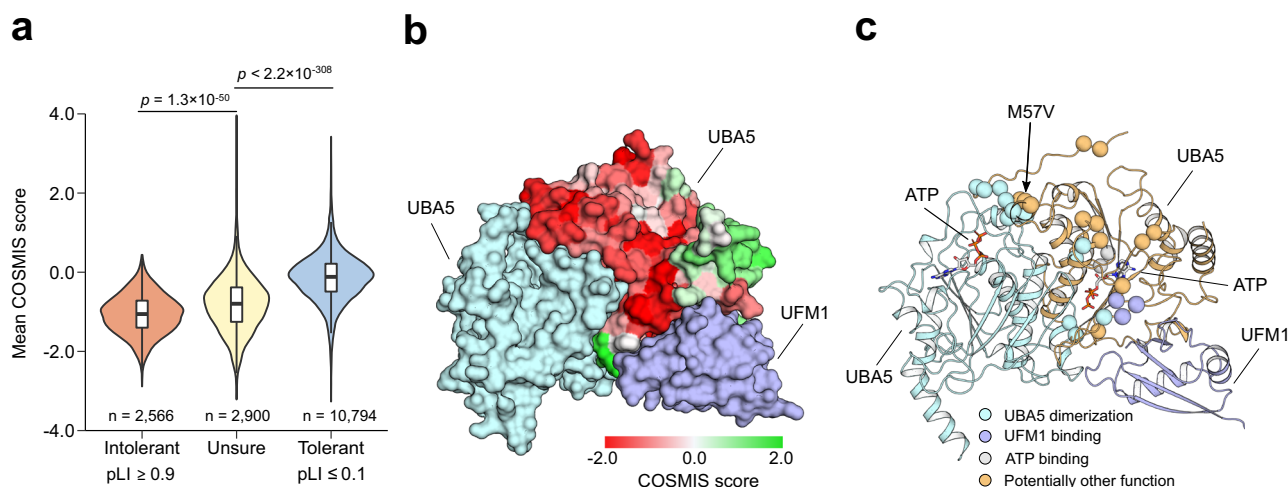 a
p < 2.2×10⁻³⁰⁸
p = 1.3×10⁻⁵⁰
Mean COSMIS score
4.0
2.0
0.0
-2.0
-4.0
n = 2,566
n = 2,900
n = 10,794
Intolerant
pLI ≥ 0.9
Unsure
Tolerant
pLI ≤ 0.1
b
UBA5
UBA5
UFM1
-2.0
0.0
2.0
COSMIS score
c
M57V
UBA5
ATP
ATP
UFM1
UBA5
UBA5 dimerization
UFM1 binding
ATP binding
Potentially other function